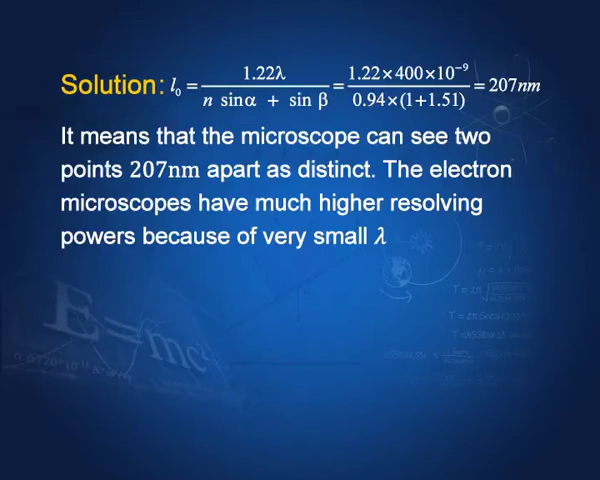 Solution: l₀ = 1.22λ / n sinα + sin β = 1.22×400×10⁻⁹ / 0.94×(1+1.51) = 207nm
It means that the microscope can see two
points 207nm apart as distinct. The electron
microscopes have much higher resolving
powers because of very small λ
E=mc²